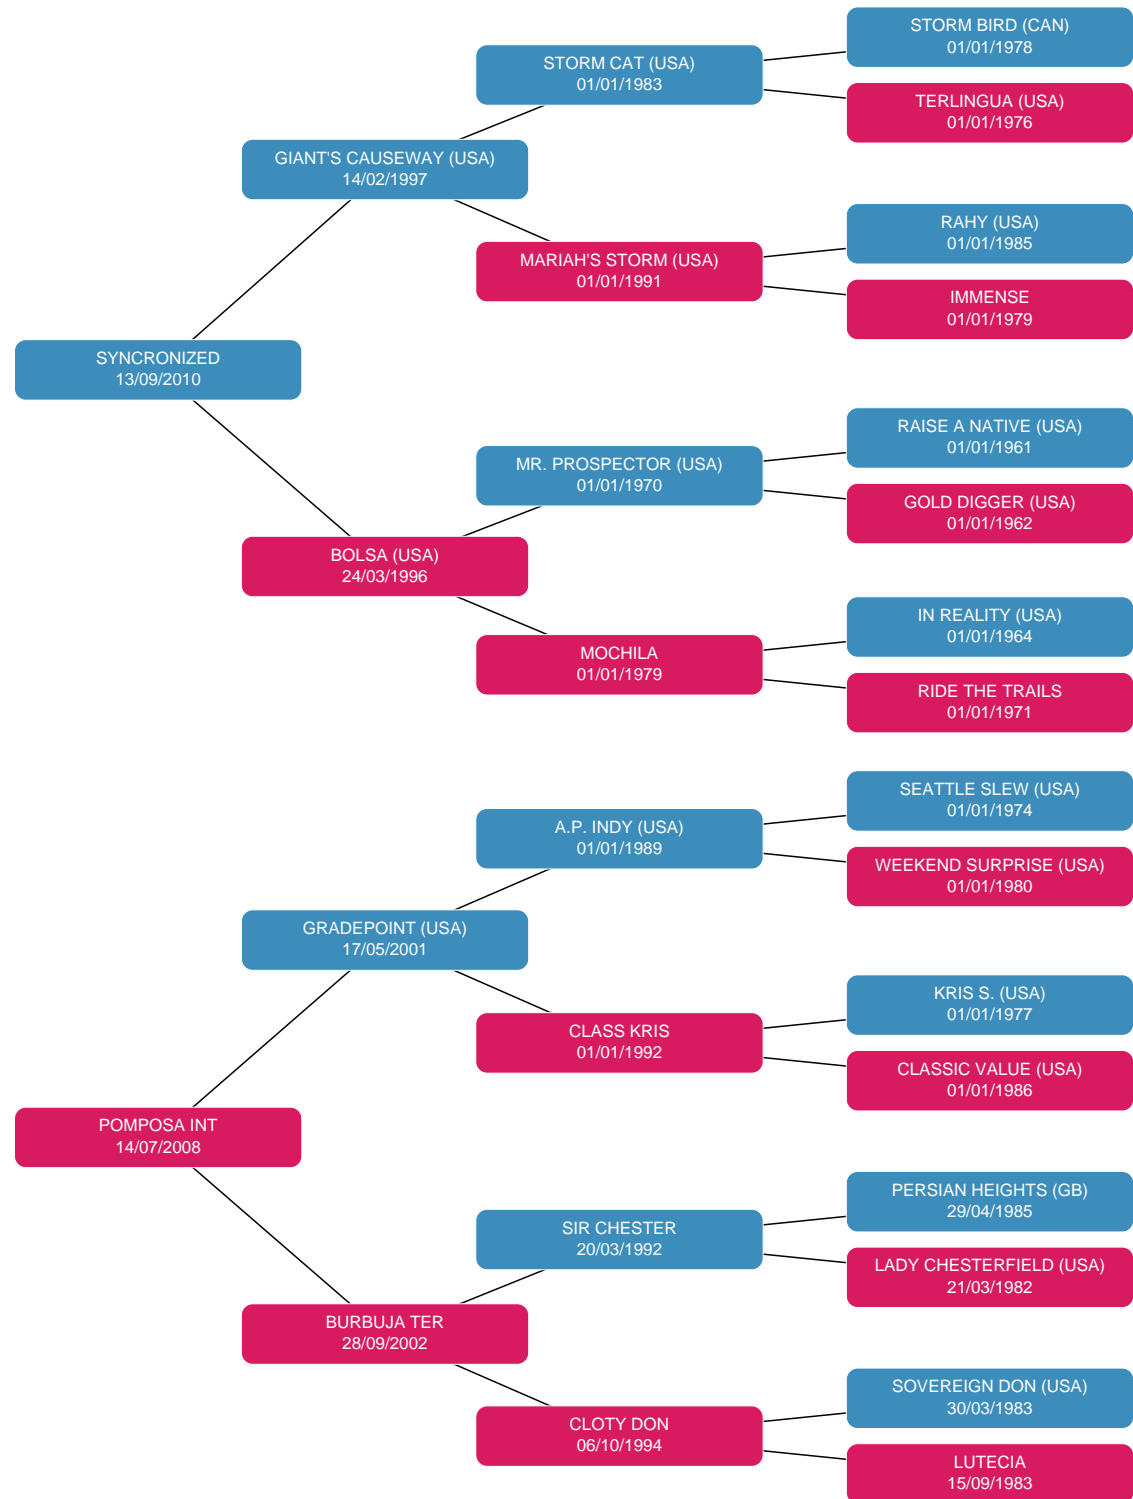 STORM BIRD (CAN)
01/01/1978
STORM CAT (USA)
01/01/1983
TERLINGUA (USA)
01/01/1976
GIANT'S CAUSEWAY (USA)
14/02/1997
RAHY (USA)
01/01/1985
MARIAH'S STORM (USA)
01/01/1991
IMMENSE
01/01/1979
SYNCRONIZED
13/09/2010
RAISE A NATIVE (USA)
01/01/1961
MR. PROSPECTOR (USA)
01/01/1970
GOLD DIGGER (USA)
01/01/1962
BOLSA (USA)
24/03/1996
IN REALITY (USA)
01/01/1964
MOCHILA
01/01/1979
RIDE THE TRAILS
01/01/1971
SEATTLE SLEW (USA)
01/01/1974
A.P. INDY (USA)
01/01/1989
WEEKEND SURPRISE (USA)
01/01/1980
GRADEPOINT (USA)
17/05/2001
KRIS S. (USA)
01/01/1977
CLASS KRIS
01/01/1992
CLASSIC VALUE (USA)
01/01/1986
POMPOSA INT
14/07/2008
PERSIAN HEIGHTS (GB)
29/04/1985
SIR CHESTER
20/03/1992
LADY CHESTERFIELD (USA)
21/03/1982
BURBUJA TER
28/09/2002
SOVEREIGN DON (USA)
30/03/1983
CLOTY DON
06/10/1994
LUTECIA
15/09/1983